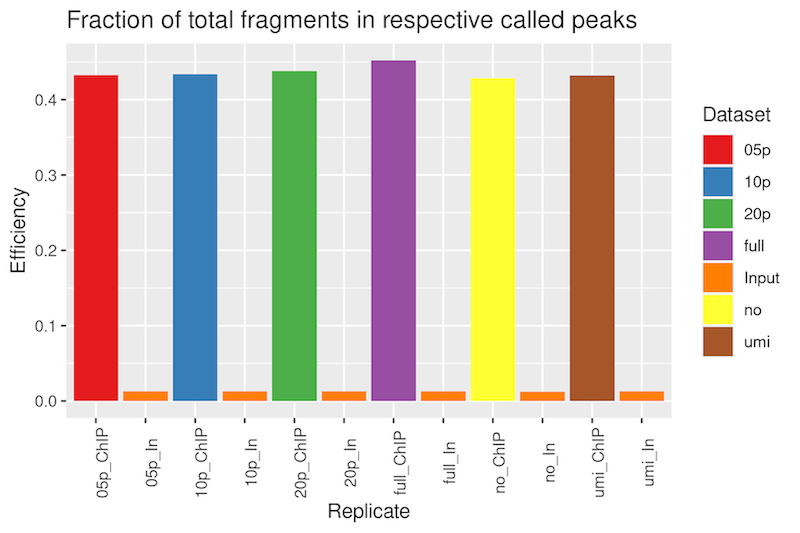 Fraction of total fragments in respective called peaks
Efficiency
0.4
0.3
0.2
0.1
0.0
05p_ChIP
05p_In
10p_ChIP
10p_In
20p_ChIP
20p_In
full_ChIP
full_In
no_ChIP
no_In
umi_ChIP
umi_In
Replicate
Dataset
05p
10p
20p
full
Input
no
umi